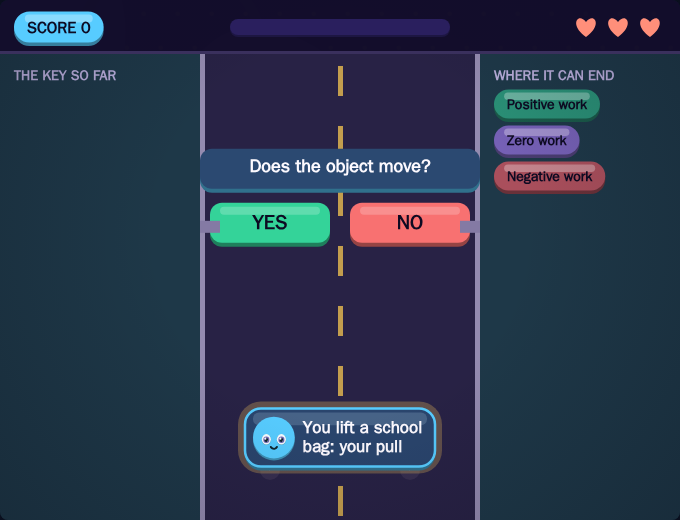 SCORE 0
THE KEY SO FAR
WHERE IT CAN END
Positive work
Zero work
Negative work
Does the object move?
YES
NO
You lift a school
bag: your pull